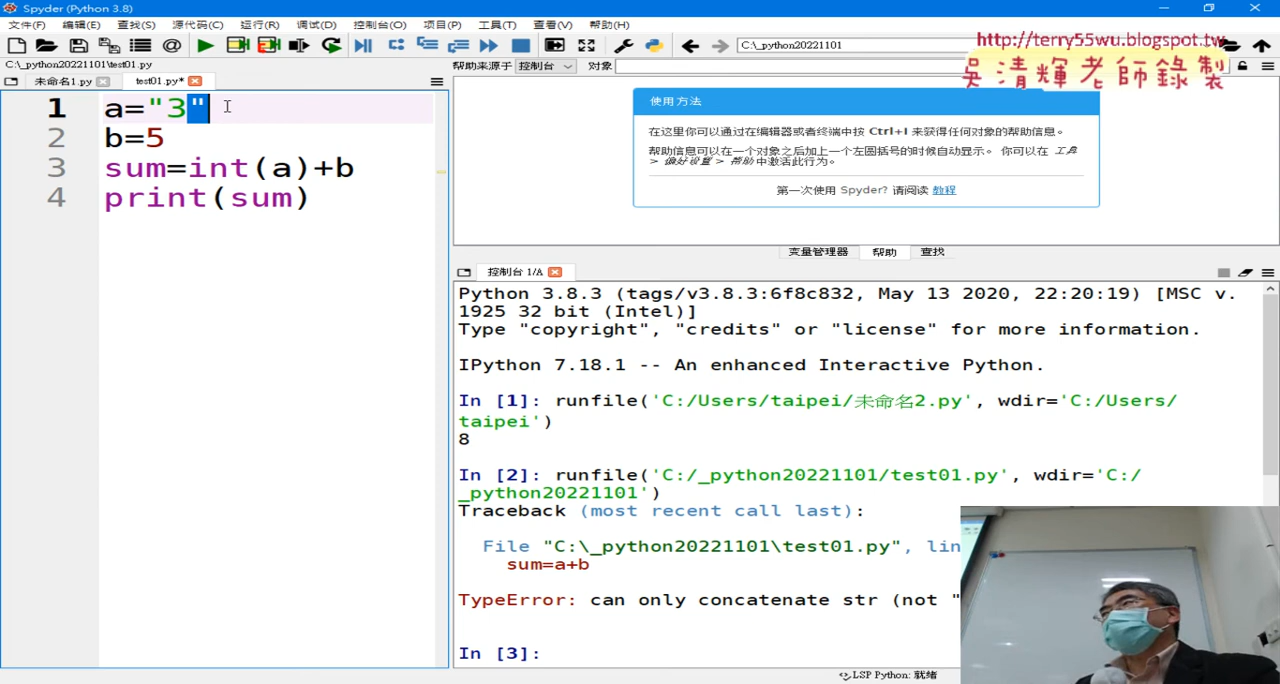 Spyder (Python 3.8)
文件(F) 编辑(E) 查找(S) 源代码(C) 运行(R) 调试(D) 控制台(O) 项目(P) 工具(T) 查看(V) 帮助(H)
C:\_python20221101
http://terry55wu.blogspot.tw
吳清輝老師錄製
C:\_python20221101\test01.py
帮助来源于 控制台 对象
未命名1.py test01.py*
1 a="3"
2 b=5
3 sum=int(a)+b
4 print(sum)
使用方法
在这里你可以通过在编辑器或者终端中按 Ctrl+I 来获得任何对象的帮助信息。
帮助信息可以在一个对象之后加上一个左圆括号的时候自动显示。 你可以在 工具
> 偏好设置 > 帮助 中激活此行为。
第一次使用 Spyder? 请阅读 教程
变量管理器 帮助 查找
控制台 1/A
Python 3.8.3 (tags/v3.8.3:6f8c832, May 13 2020, 22:20:19) [MSC v.
1925 32 bit (Intel)]
Type "copyright", "credits" or "license" for more information.
IPython 7.18.1 -- An enhanced Interactive Python.
In [1]: runfile('C:/Users/taipei/未命名2.py', wdir='C:/Users/
taipei')
8
In [2]: runfile('C:/_python20221101/test01.py', wdir='C:/
_python20221101')
Traceback (most recent call last):
File "C:\_python20221101\test01.py", lin
sum=a+b
TypeError: can only concatenate str (not "
In [3]:
LSP Python: 就绪